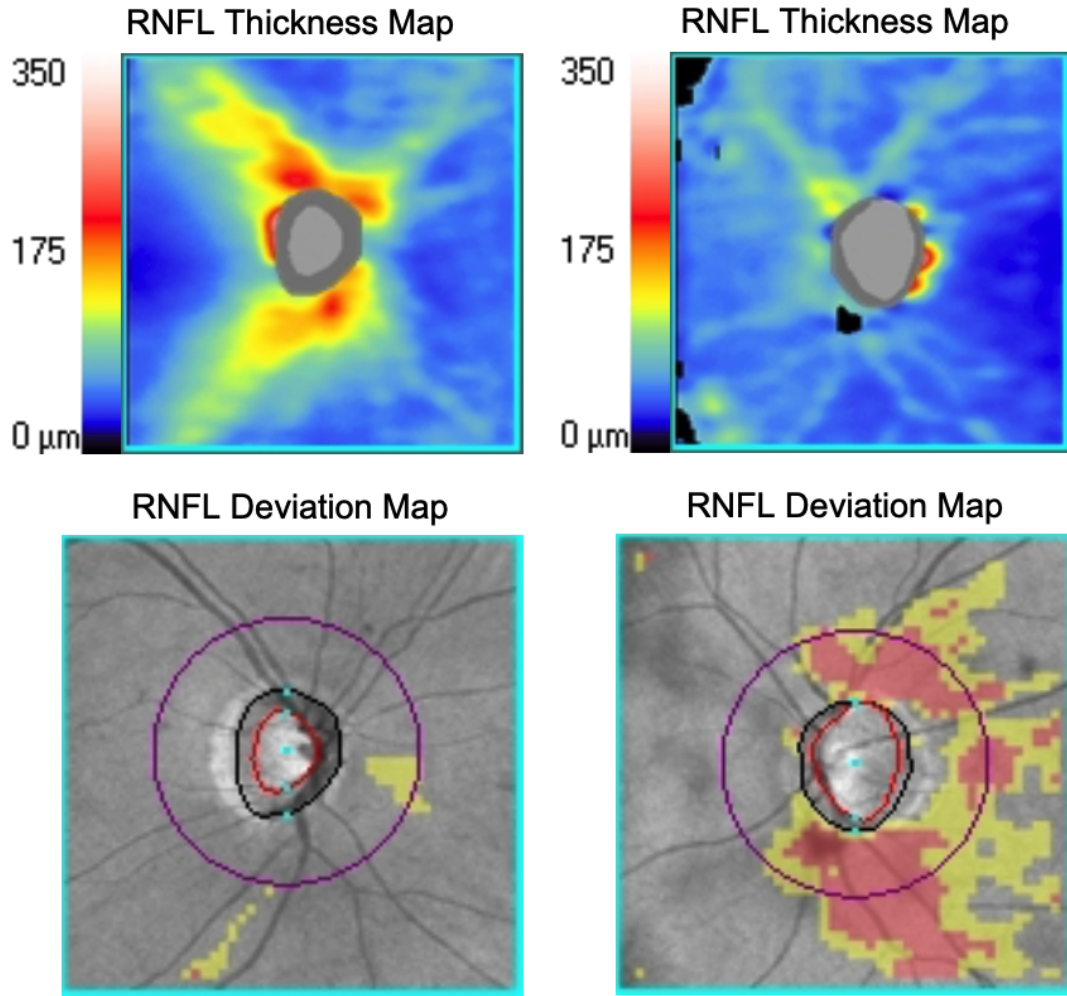 RNFL Thickness Map
RNFL Thickness Map
350
350
175
175
0 µm
0 µm
RNFL Deviation Map
RNFL Deviation Map